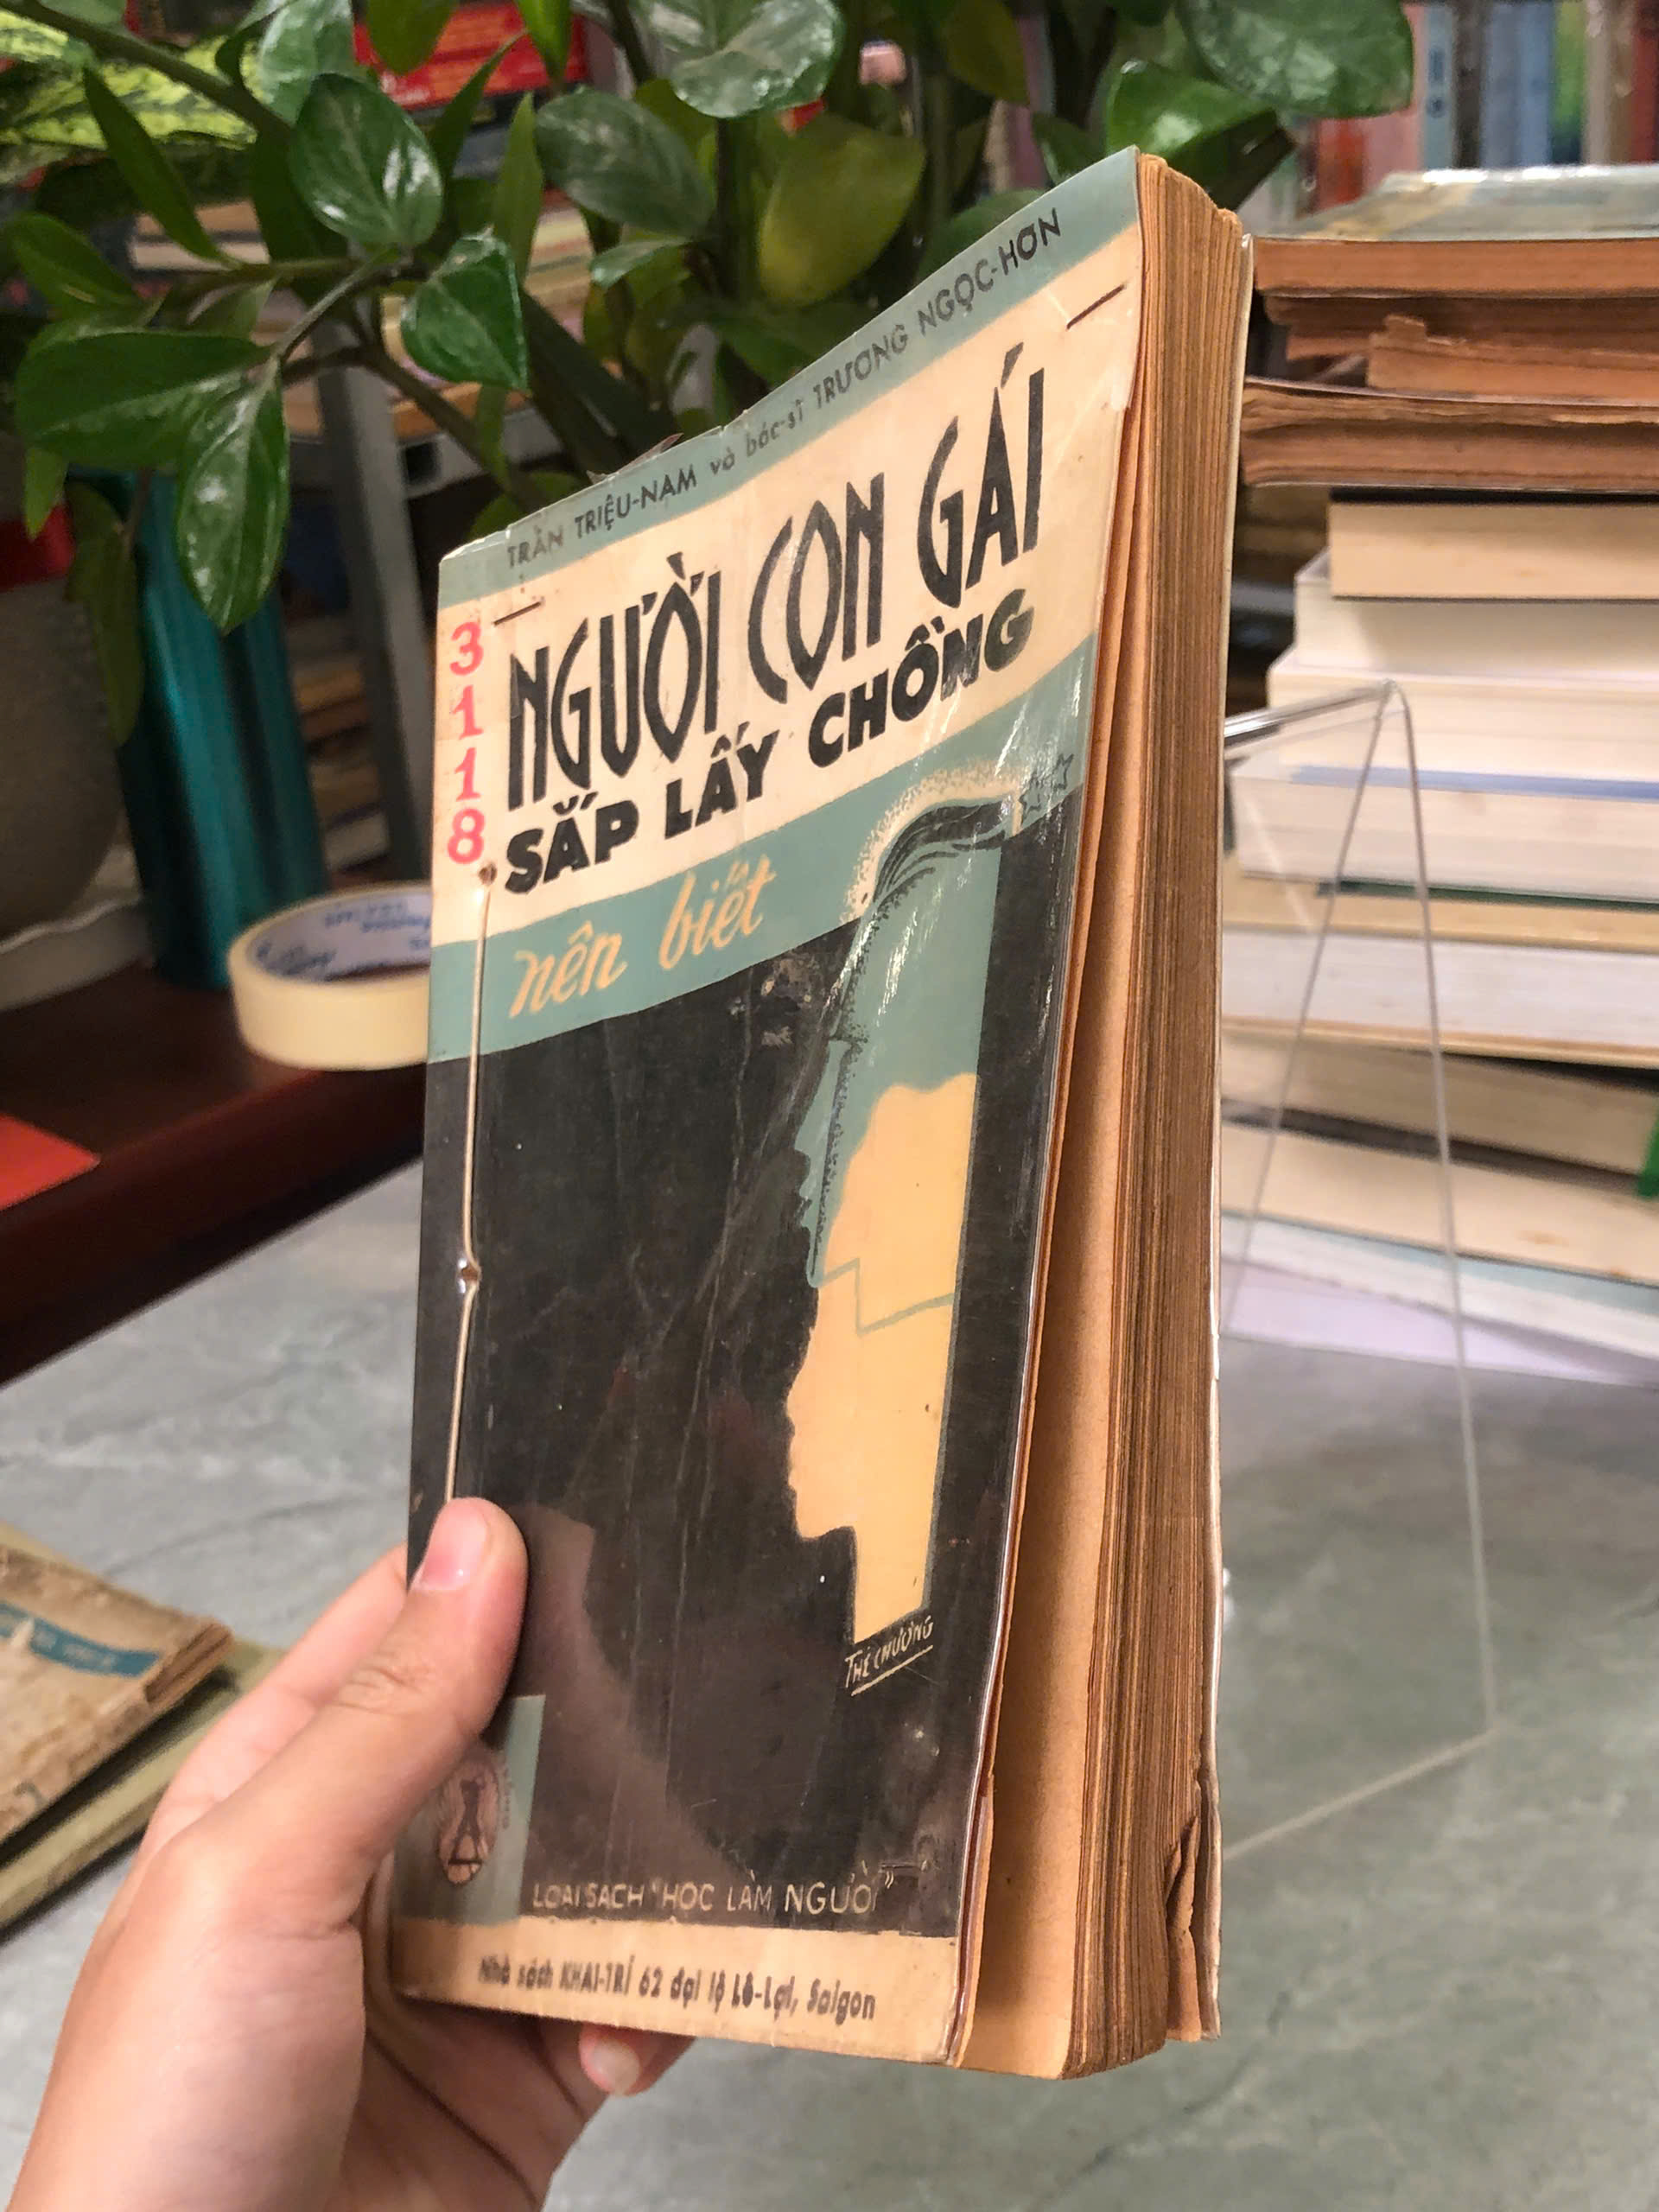 TRẦN TRIỆU-NAM và bác-sĩ TRƯƠNG NGỌC-HƠN
3118
NGƯỜI CON GÁI
SẮP LẤY CHỒNG
nên biết
THẾ CHƯƠNG
LOẠI SÁCH "HỌC LÀM NGƯỜI"
Nhà sách KHAI-TRÍ 62 đại lộ Lê-Lợi, Saigon